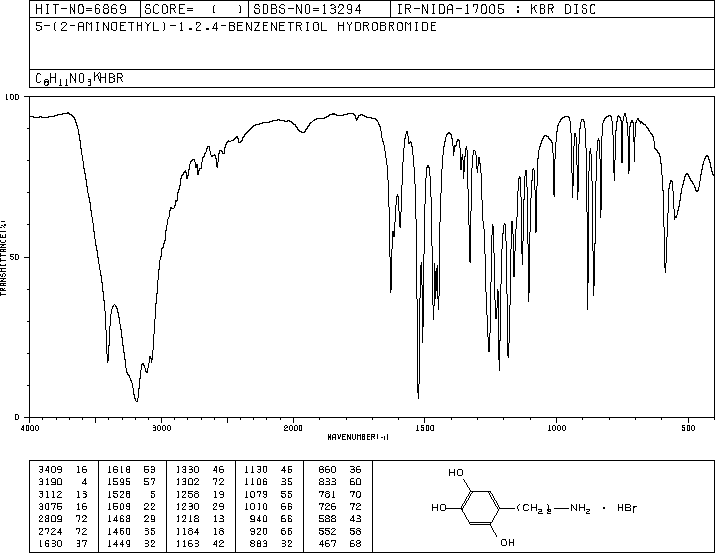 HIT-NO=6869 SCORE= ( ) SDBS-NO=13294 IR-NIDA-17005 : KBR DISC
5-(2-AMINOETHYL)-1,2,4-BENZENETRIOL HYDROBROMIDE
C8H11NO3·HBR
100
50
0
TRANSMITTANCE(%)
4000 3000 2000 1500 1000 500
WAVENUMBER(-1)
3409 16 1618 53 1330 46 1130 45 860 36
3190 4 1595 57 1302 72 1106 35 833 60
3112 13 1528 5 1258 19 1079 55 781 70
3076 16 1509 22 1230 29 1010 66 726 72
2809 72 1468 29 1218 13 940 66 588 43
2724 72 1460 35 1184 18 920 66 552 58
1630 37 1449 32 1163 42 883 32 467 68
HO
HO
OH
(CH2)2 NH2 · HBr